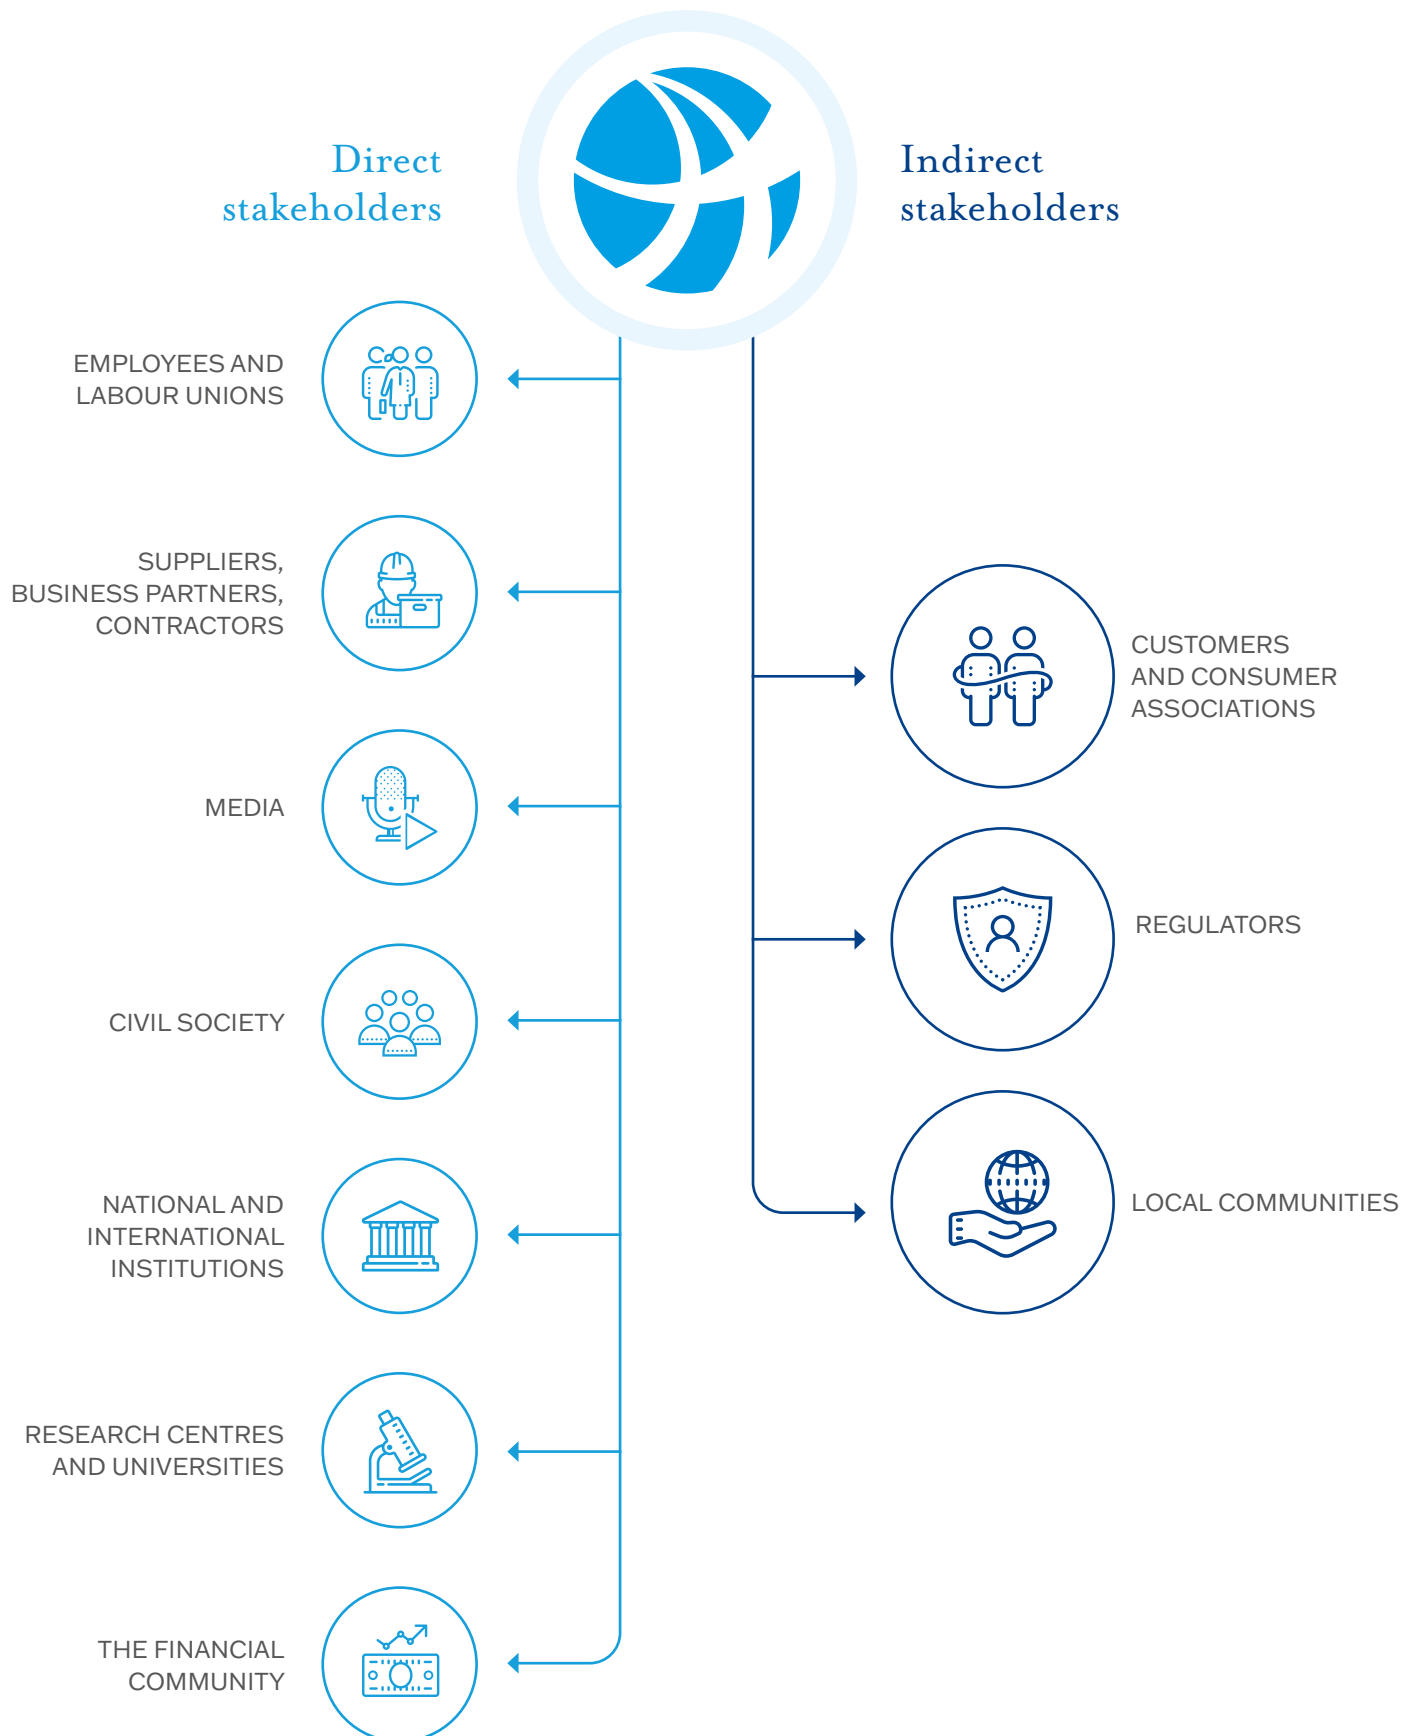 Direct
stakeholders
EMPLOYEES AND
LABOUR UNIONS
SUPPLIERS,
BUSINESS PARTNERS,
CONTRACTORS
MEDIA
CIVIL SOCIETY
NATIONAL AND
INTERNATIONAL
INSTITUTIONS
RESEARCH CENTRES
AND UNIVERSITIES
THE FINANCIAL
COMMUNITY
Indirect
stakeholders
CUSTOMERS
AND CONSUMER
ASSOCIATIONS
REGULATORS
LOCAL COMMUNITIES